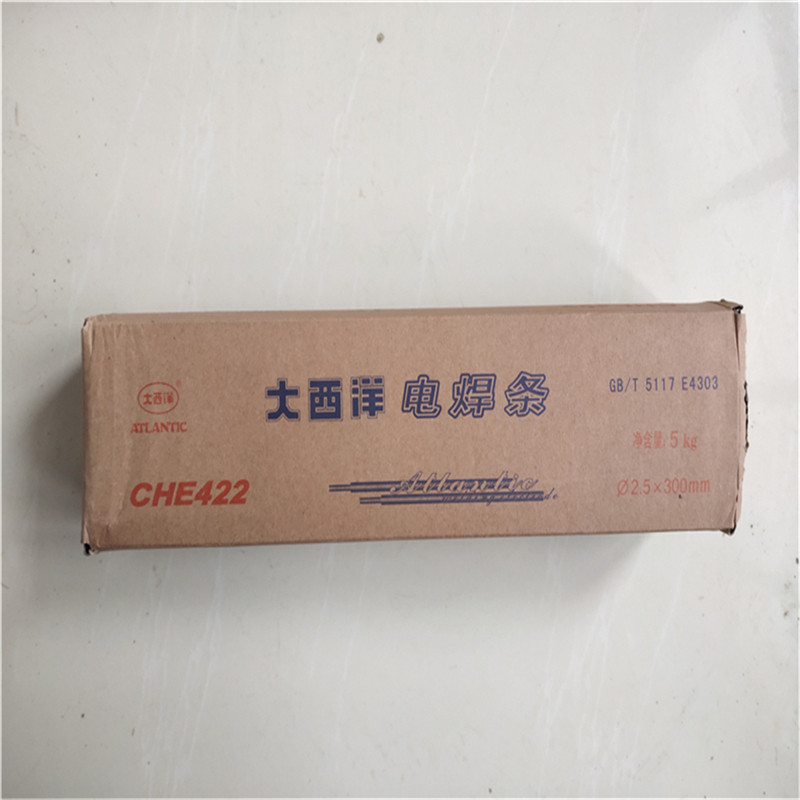 大西洋®
ATLANTIC
CHE422
大西洋 电焊条
Atlantic
GB/T 5117 E4303
净含量: 5 kg
Ø2.5×300mm